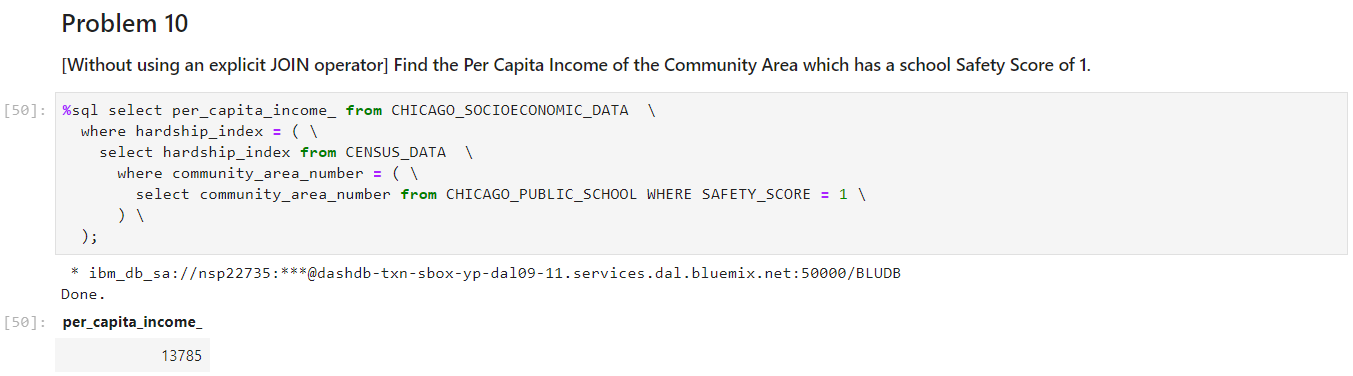 Problem 10
[Without using an explicit JOIN operator] Find the Per Capita Income of the Community Area which has a school Safety Score of 1.
[50]: %sql select per_capita_income_ from CHICAGO_SOCIOECONOMIC_DATA \
where hardship_index = ( \
select hardship_index from CENSUS_DATA \
where community_area_number = ( \
select community_area_number from CHICAGO_PUBLIC_SCHOOL WHERE SAFETY_SCORE = 1 \
) \
);
* ibm_db_sa://nsp22735:***@dashdb-txn-sbox-yp-dal09-11.services.dal.bluemix.net:50000/BLUDB
Done.
[50]: per_capita_income_
13785